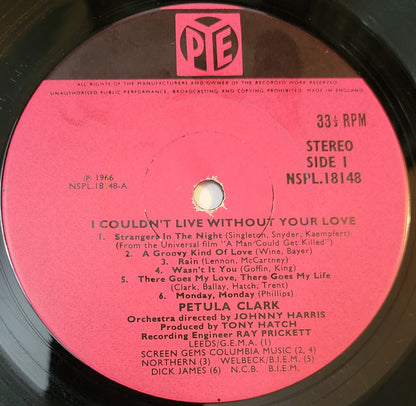 PYE
ALL RIGHTS OF THE MANUFACTURERS AND OWNER OF THE RECORDED WORK RESERVED
UNAUTHORISED PUBLIC PERFORMANCE, BROADCASTING AND COPYING PROHIBITED. MADE IN ENGLAND.
33⅓ RPM
STEREO
SIDE 1
NSPL.18148
℗ 1966
NSPL.18148-A
I COULDN'T LIVE WITHOUT YOUR LOVE
1. Strangers In The Night (Singleton, Snyder, Kaempfert)
(From the Universal film "A Man Could Get Killed")
2. A Groovy Kind Of Love (Wine, Bayer)
3. Rain (Lennon, McCartney)
4. Wasn't It You (Goffin, King)
5. There Goes My Love, There Goes My Life
(Clark, Ballay, Hatch, Trent)
6. Monday, Monday (Phillips)
PETULA CLARK
Orchestra directed by JOHNNY HARRIS
Produced by TONY HATCH
Recording Engineer RAY PRICKETT
LEEDS/G.E.M.A. (1)
SCREEN GEMS COLUMBIA MUSIC (2, 4)
NORTHERN (3) WELBECK/B.I.E.M. (5)
DICK JAMES (6) N.C.B. B.I.E.M.